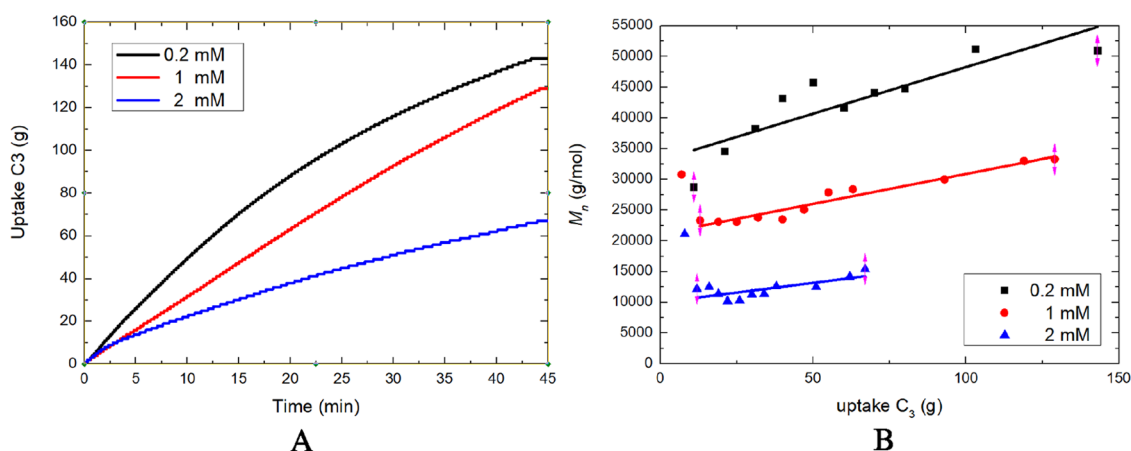 160
140
120
100
80
60
40
20
0
Uptake C3 (g)
0.2 mM
1 mM
2 mM
0 5 10 15 20 25 30 35 40 45
Time (min)
A
55000
50000
45000
40000
35000
30000
25000
20000
15000
10000
5000
0
Mn (g/mol)
0.2 mM
1 mM
2 mM
0 50 100 150
uptake C3 (g)
B